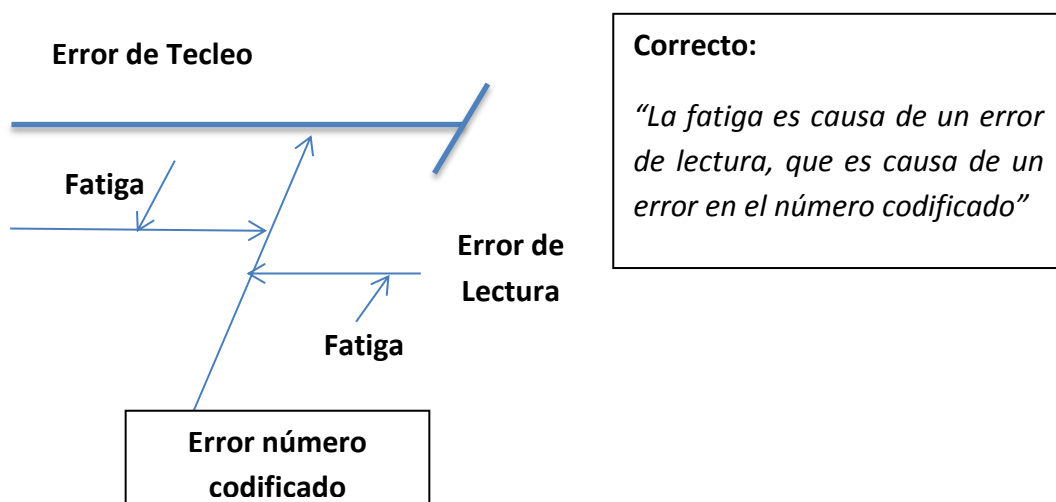 Error de Tecleo
Fatiga
Error de
Lectura
Fatiga
Error número
codificado
Correcto:
“La fatiga es causa de un error
de lectura, que es causa de un
error en el número codificado”